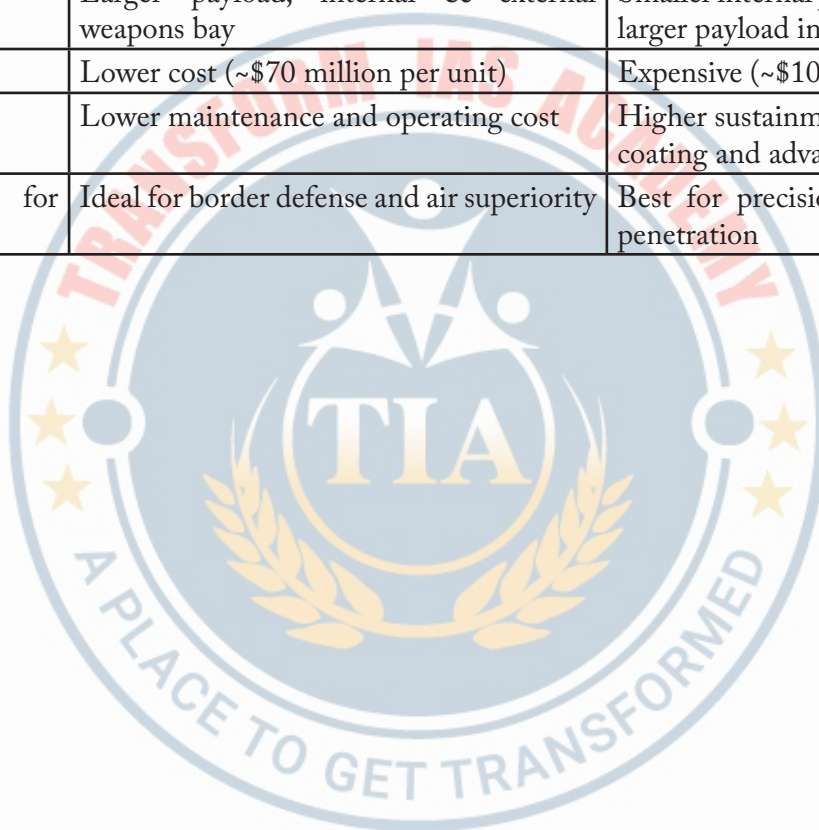 weapons bay
larger payload in
Lower cost (~$70 million per unit)
Expensive (~$10
Lower maintenance and operating cost
Higher sustainm
coating and adva
for
Ideal for border defense and air superiority
Best for precisio
penetration
TRANSFORM IAS ACADEMY
TIA
A PLACE TO GET TRANSFORMED